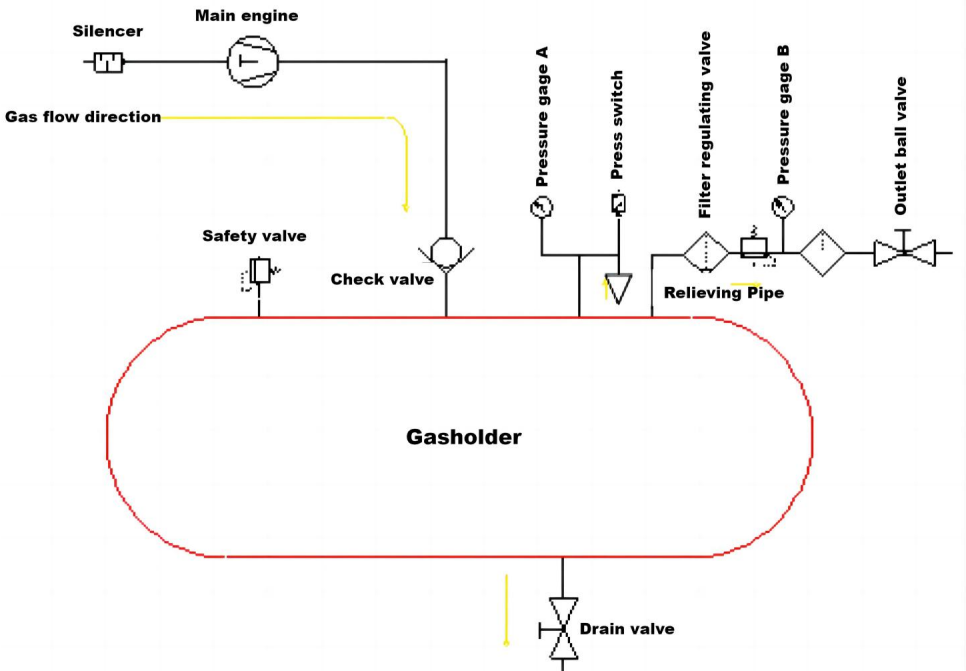 Main engine
Silencer
Gas flow direction
Pressure gage A
Press switch
Filter regulating valve
Pressure gage B
Outlet ball valve
Safety valve
Check valve
Relieving Pipe
Gasholder
Drain valve